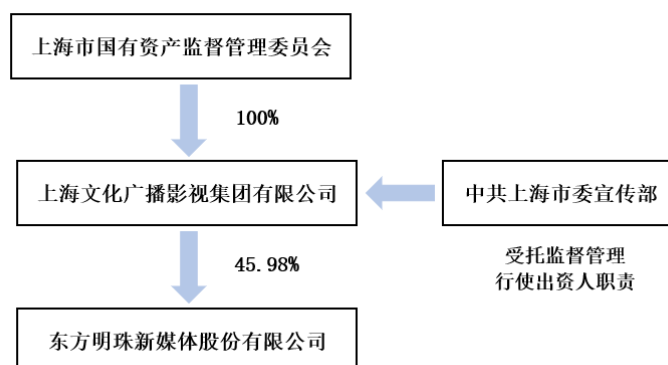 上海市国有资产监督管理委员会
100%
上海文化广播影视集团有限公司
中共上海市委宣传部
45.98%
受托监督管理
行使出资人职责
东方明珠新媒体股份有限公司